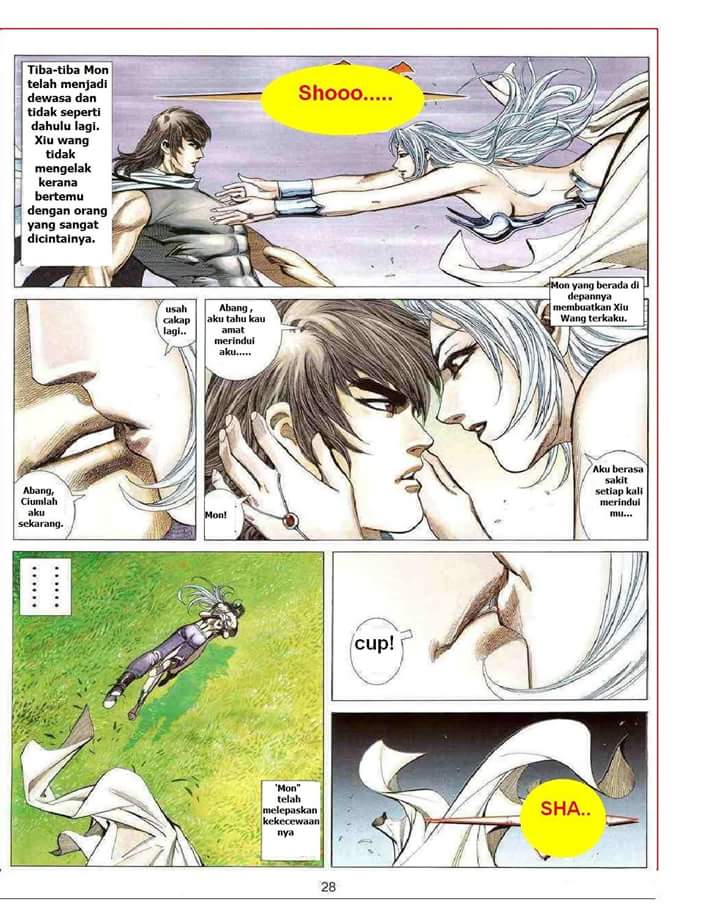 Tiba-tiba Mon
telah menjadi
dewasa dan
tidak seperti
dahulu lagi.
Xiu wang
tidak
mengelak
kerana
bertemu
dengan orang
yang sangat
dicintainya.
Shooo.....
Mon yang berada di
depannya
membuatkan Xiu
Wang terkaku.
usah
cakap
lagi..
Abang,
Ciumlah
aku
sekarang.
Abang ,
aku tahu kau
amat
merindui
aku.....
Mon!
Aku berasa
sakit
setiap kali
merindui
mu...
'Mon"
telah
melepaskan
kekecewaan
nya
cup!
SHA..
28